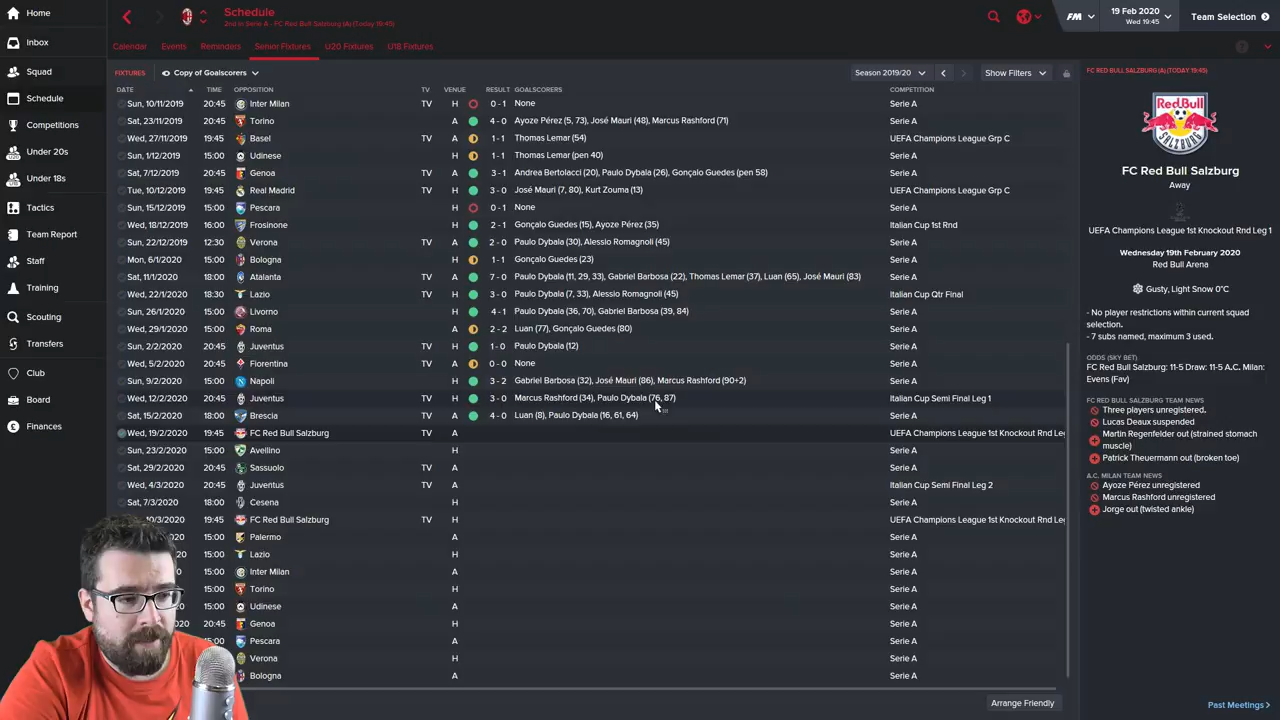 Home
Inbox
Squad
Schedule
Competitions
Under 20s
Under 18s
Tactics
Team Report
Staff
Training
Scouting
Transfers
Club
Board
Finances
Schedule
2nd in Serie A - FC Red Bull Salzburg (A) (Today 19:45)
FM
19 Feb 2020
Wed 19:45
Team Selection
Calendar Events Reminders Senior Fixtures U20 Fixtures U18 Fixtures
FIXTURES Copy of Goalscorers Season 2019/20 Show Filters
DATE TIME OPPOSITION TV VENUE RESULT GOALSCORERS COMPETITION
Sun, 10/11/2019 20:45 Inter Milan TV H 0 - 1 None Serie A
Sat, 23/11/2019 20:45 Torino A 4 - 0 Ayoze Pérez (5, 73), José Mauri (48), Marcus Rashford (71) Serie A
Wed, 27/11/2019 19:45 Basel TV A 1 - 1 Thomas Lemar (54) UEFA Champions League Grp C
Sun, 1/12/2019 15:00 Udinese H 1 - 1 Thomas Lemar (pen 40) Serie A
Sat, 7/12/2019 20:45 Genoa TV A 3 - 1 Andrea Bertolacci (20), Paulo Dybala (26), Gonçalo Guedes (pen 58) Serie A
Tue, 10/12/2019 19:45 Real Madrid TV H 3 - 0 José Mauri (7, 80), Kurt Zouma (13) UEFA Champions League Grp C
Sun, 15/12/2019 15:00 Pescara H 0 - 1 None Serie A
Wed, 18/12/2019 16:00 Frosinone H 2 - 1 Gonçalo Guedes (15), Ayoze Pérez (35) Italian Cup 1st Rnd
Sun, 22/12/2019 12:30 Verona TV A 2 - 0 Paulo Dybala (30), Alessio Romagnoli (45) Serie A
Mon, 6/1/2020 15:00 Bologna H 1 - 1 Gonçalo Guedes (23) Serie A
Sat, 11/1/2020 18:00 Atalanta TV A 7 - 0 Paulo Dybala (11, 29, 33), Gabriel Barbosa (22), Thomas Lemar (37), Luan (65), José Mauri (83) Serie A
Wed, 22/1/2020 18:30 Lazio TV H 3 - 0 Paulo Dybala (7, 33), Alessio Romagnoli (45) Italian Cup Qtr Final
Sun, 26/1/2020 15:00 Livorno H 4 - 1 Paulo Dybala (36, 70), Gabriel Barbosa (39, 84) Serie A
Wed, 29/1/2020 15:00 Roma A 2 - 2 Luan (77), Gonçalo Guedes (80) Serie A
Sun, 2/2/2020 20:45 Juventus TV H 1 - 0 Paulo Dybala (12) Serie A
Wed, 5/2/2020 20:45 Fiorentina TV A 0 - 0 None Serie A
Sun, 9/2/2020 15:00 Napoli H 3 - 2 Gabriel Barbosa (32), José Mauri (86), Marcus Rashford (90+2) Serie A
Wed, 12/2/2020 20:45 Juventus TV H 3 - 0 Marcus Rashford (34), Paulo Dybala (76, 87) Italian Cup Semi Final Leg 1
Sat, 15/2/2020 18:00 Brescia TV A 4 - 0 Luan (8), Paulo Dybala (16, 61, 64) Serie A
Wed, 19/2/2020 19:45 FC Red Bull Salzburg TV A UEFA Champions League 1st Knockout Rnd Leg
Sun, 23/2/2020 15:00 Avellino H Serie A
Sat, 29/2/2020 20:45 Sassuolo TV A Serie A
Wed, 4/3/2020 20:45 Juventus TV A Italian Cup Semi Final Leg 2
Sat, 7/3/2020 18:00 Cesena H Serie A
10/3/2020 19:45 FC Red Bull Salzburg TV H UEFA Champions League 1st Knockout Rnd Leg
15:00 Palermo A Serie A
15:00 Lazio H Serie A
15:00 Inter Milan A Serie A
15:00 Torino H Serie A
15:00 Udinese A Serie A
20:45 Genoa H Serie A
15:00 Pescara A Serie A
Verona H Serie A
Bologna A Serie A
Arrange Friendly
FC RED BULL SALZBURG (A) (TODAY 19:45)
FC Red Bull Salzburg
Away
UEFA Champions League 1st Knockout Rnd Leg 1
Wednesday 19th February 2020
Red Bull Arena
Gusty, Light Snow 0°C
- No player restrictions within current squad
selection.
- 7 subs named, maximum 3 used.
ODDS (SKY BET)
FC Red Bull Salzburg: 11-5 Draw: 11-5 A.C. Milan:
Evens (Fav)
FC RED BULL SALZBURG TEAM NEWS
Three players unregistered.
Lucas Deaux suspended
Martin Regenfelder out (strained stomach
muscle)
Patrick Theuermann out (broken toe)
A.C. MILAN TEAM NEWS
Ayoze Pérez unregistered
Marcus Rashford unregistered
Jorge out (twisted ankle)
Past Meetings